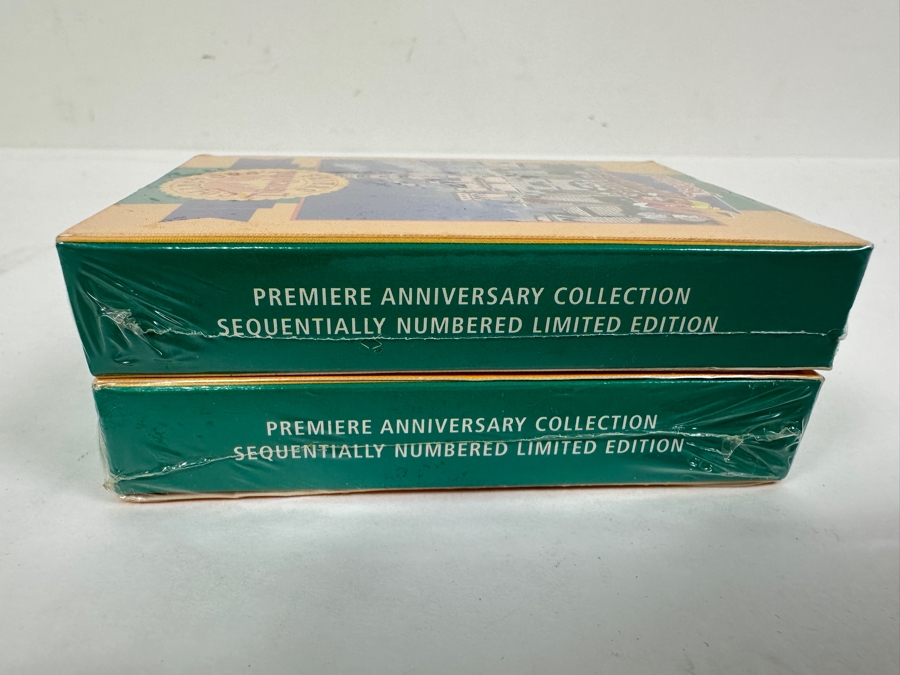 PREMIERE ANNIVERSARY COLLECTION
SEQUENTIALLY NUMBERED LIMITED EDITION
PREMIERE ANNIVERSARY COLLECTION
SEQUENTIALLY NUMBERED LIMITED EDITION